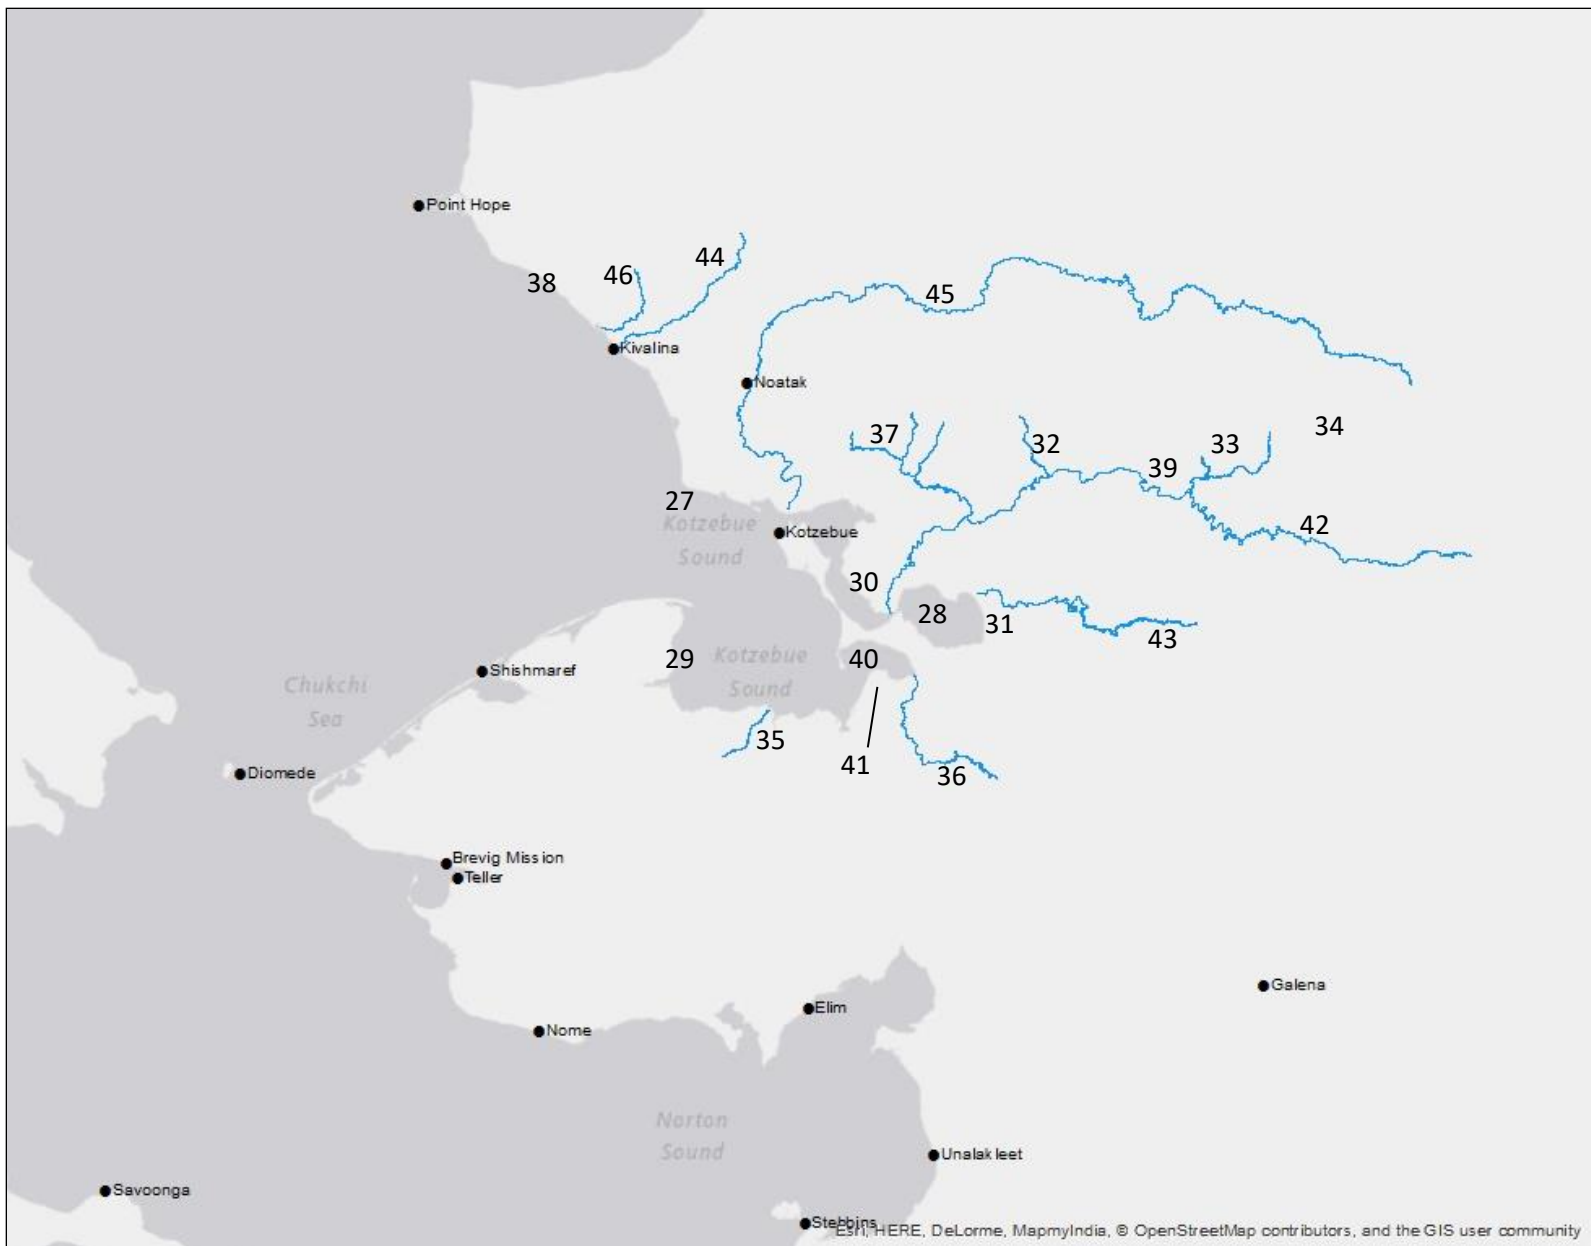 Point Hope
38
46
44
45
Kivalina
Noatak
37
32
39
33
34
27
Kotzebue
Sound
Kotzebue
42
30
28
31
43
29
Kotzebue
Sound
40
Shishmaref
Chukchi
Sea
35
41
36
Diomede
Brevig Mission
Teller
Galena
Elim
Nome
Norton
Sound
Unalakleet
Savoonga
Stebbins
Esri, HERE, DeLorme, MapmyIndia, © OpenStreetMap contributors, and the GIS user community